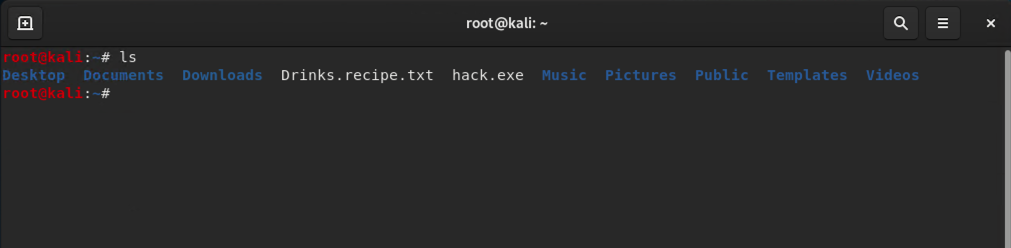 root@kali: ~
root@kali:~# ls
Desktop  Documents  Downloads  Drinks.recipe.txt  hack.exe  Music  Pictures  Public  Templates  Videos
root@kali:~#